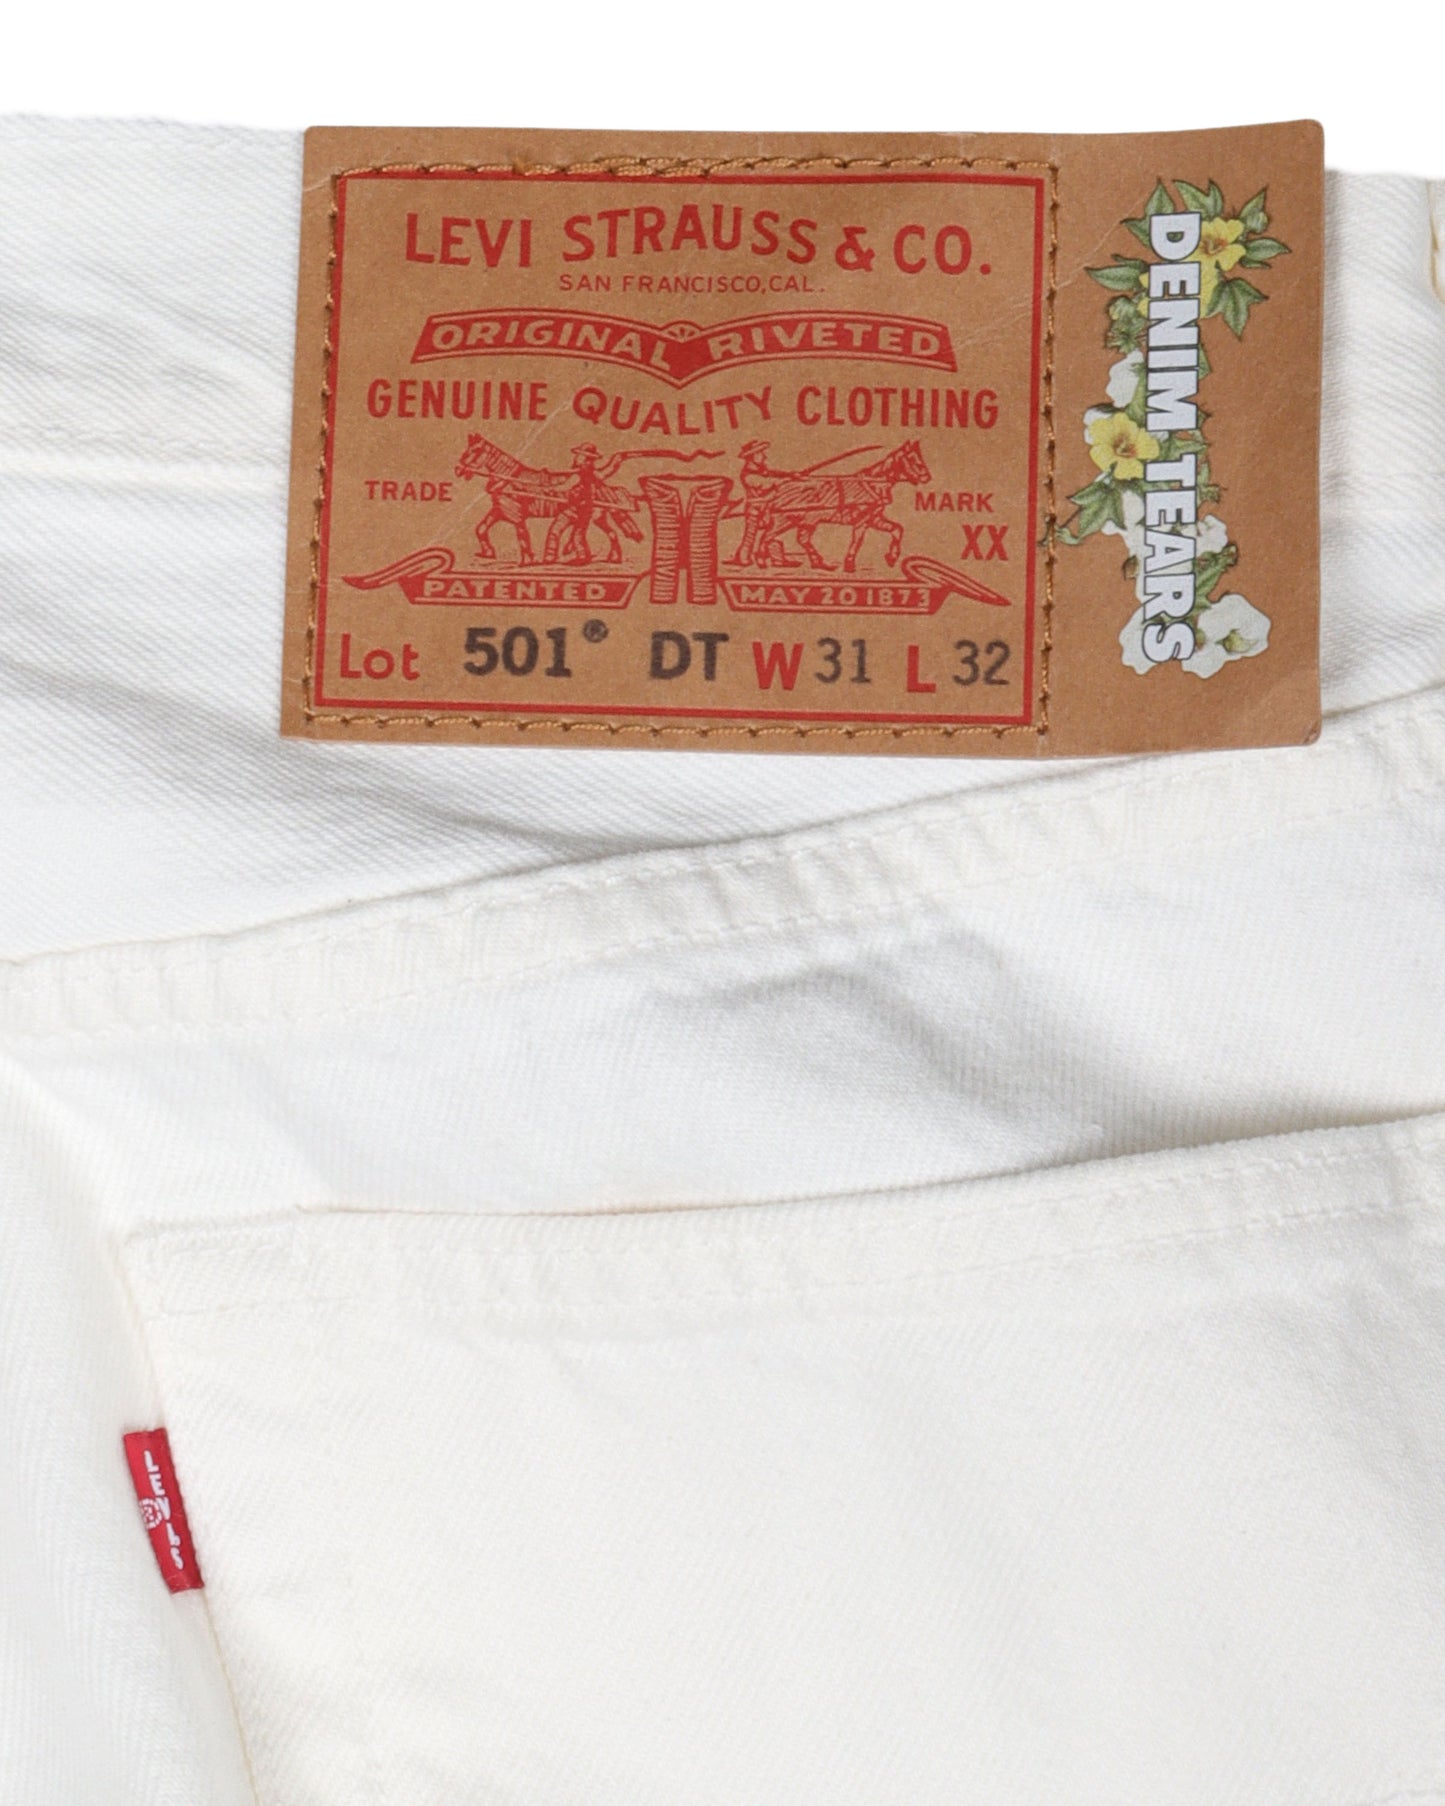 LEVI STRAUSS & CO.
SAN FRANCISCO, CAL.
ORIGINAL RIVETED
GENUINE QUALITY CLOTHING
TRADE MARK
XX
PATENTED MAY 20 1873
Lot 501® DT W 31 L 32
DENIM TEARS
LEVI'S